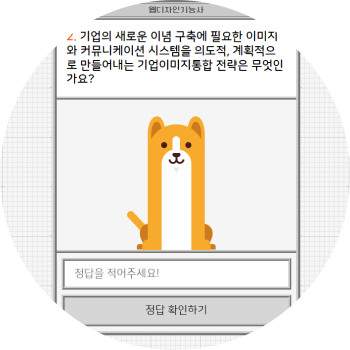 웹디자인기능사
2. 기업의 새로운 이념 구축에 필요한 이미지
와 커뮤니케이션 시스템을 의도적, 계획적으
로 만들어내는 기업이미지통합 전략은 무엇인
가요?
정답을 적어주세요!
정답 확인하기